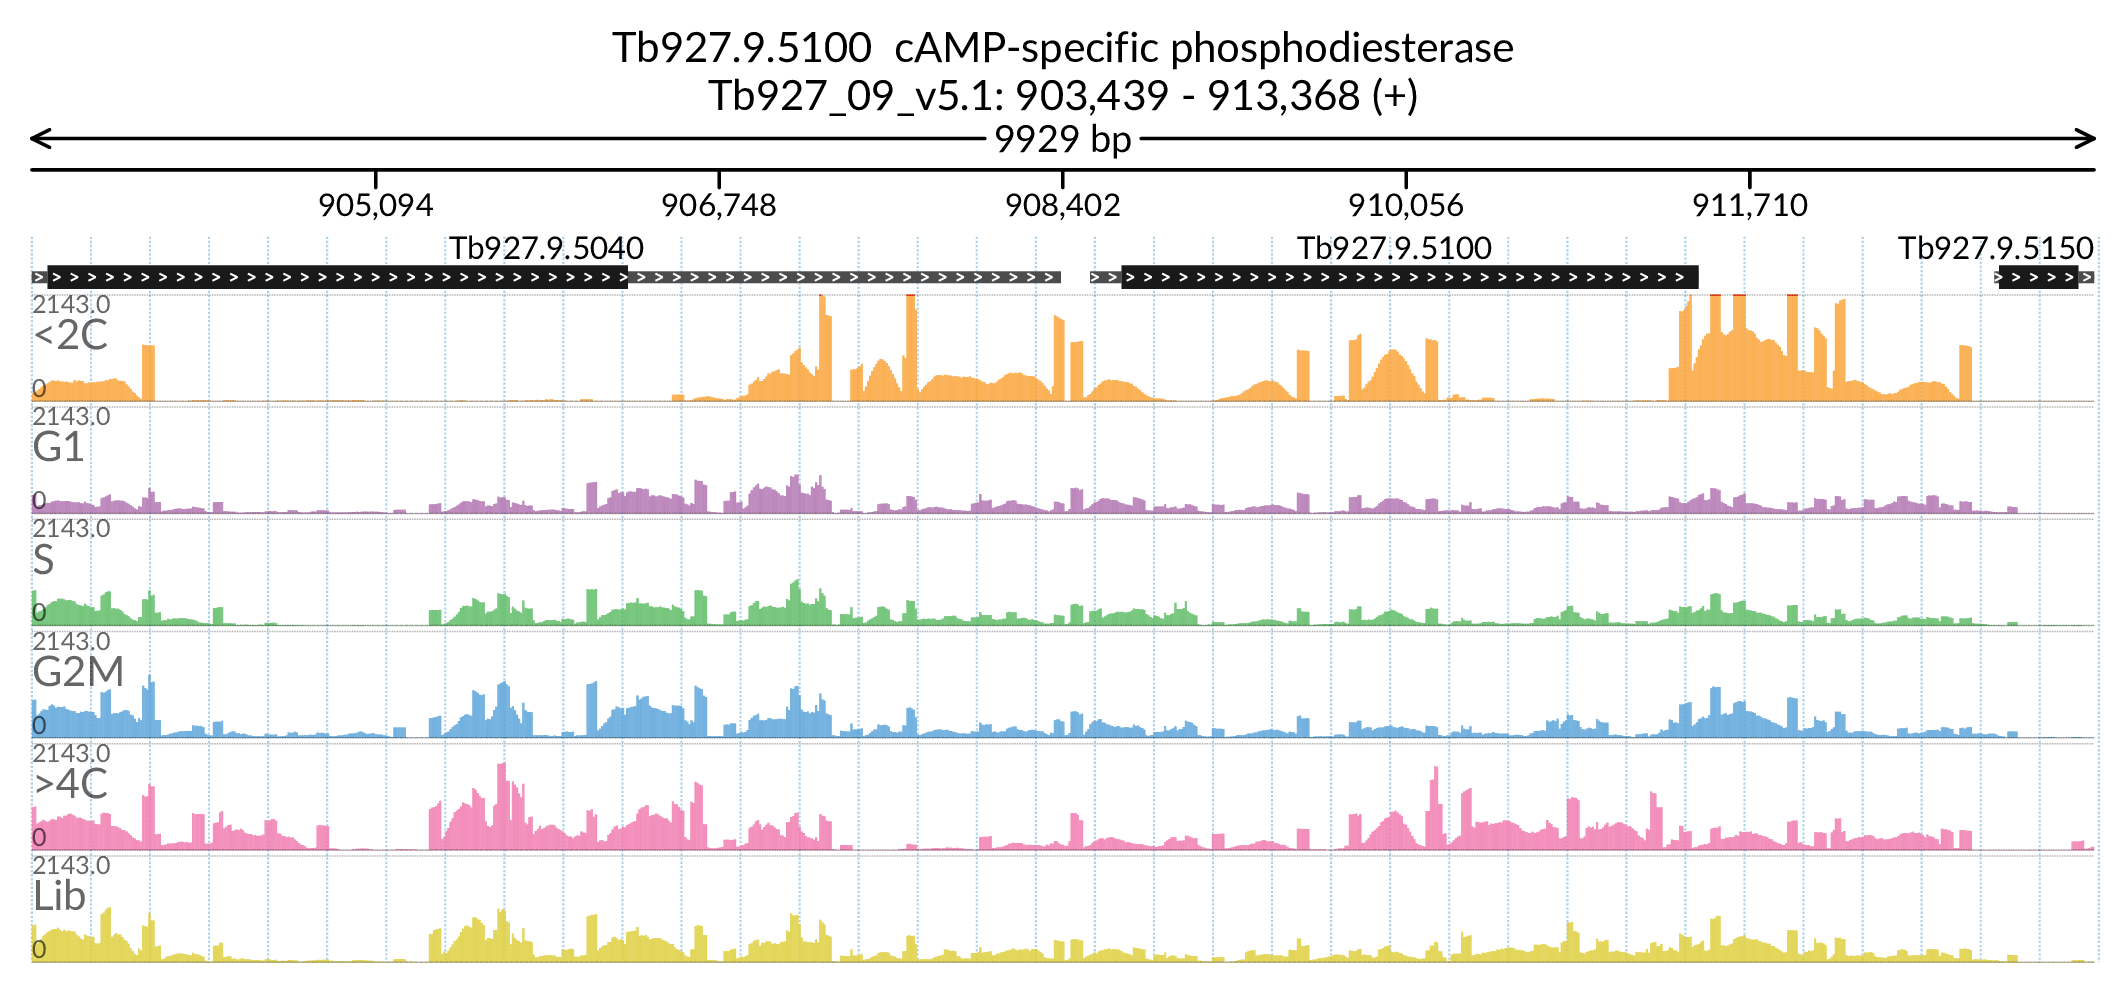 Tb927.9.5100  cAMP-specific phosphodiesterase
Tb927_09_v5.1: 903,439 - 913,368 (+)
9929 bp
905,094 906,748 908,402 910,056 911,710
Tb927.9.5040 Tb927.9.5100 Tb927.9.5150
2143.0
<2C
0
2143.0
G1
0
2143.0
S
0
2143.0
G2M
0
2143.0
>4C
0
2143.0
Lib
0